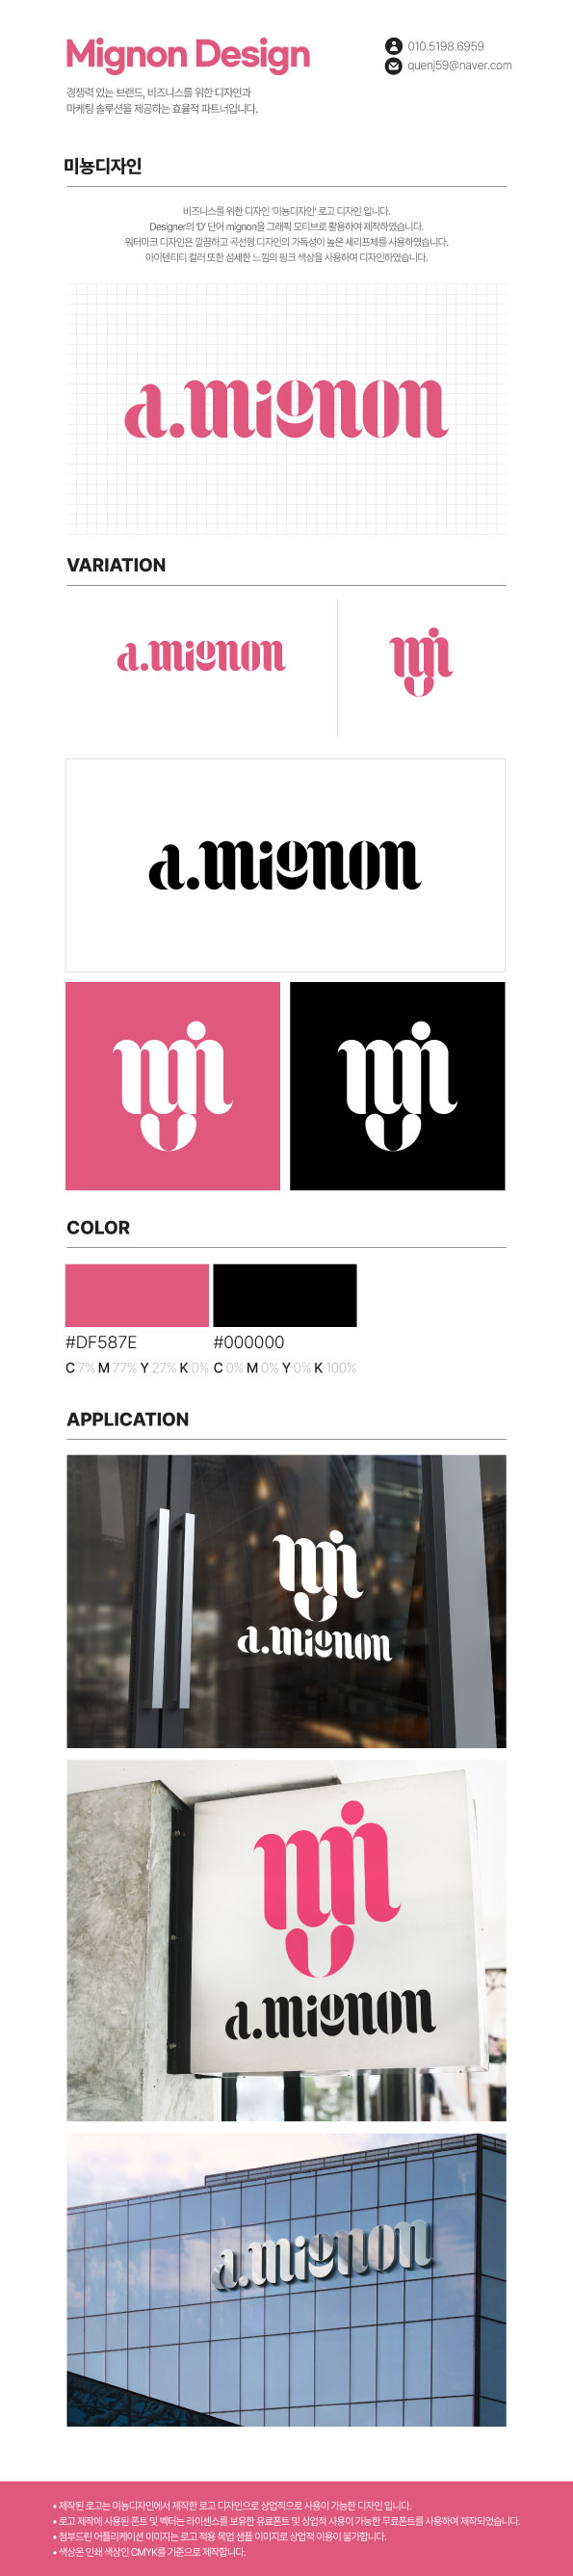 Mignon Design
010.5198.6959
quenj59@naver.com
경쟁력 있는 브랜드, 비즈니스를 위한 디자인과
마케팅 솔루션을 제공하는 효율적 파트너입니다.
미뇽디자인
비즈니스를 위한 디자인 '미뇽디자인' 로고 디자인 입니다.
Designer의 'D' 단어 mignon을 그래픽 모티브로 활용하여 제작하였습니다.
워터마크 디자인은 깔끔하고 곡선형 디자인의 가독성이 높은 세리프체를 사용하였습니다.
아이덴티티 컬러 또한 섬세한 느낌의 핑크 색상을 사용하여 디자인하였습니다.
d.mignon
VARIATION
d.mignon
mi
d.mignon
mi
mi
COLOR
#DF587E #000000
C 7% M 77% Y 27% K 0% C 0% M 0% Y 0% K 100%
APPLICATION
mi
d.mignon
mi
d.mignon
d.mignon
• 제작된 로고는 미뇽디자인에서 제작한 로고 디자인으로 상업적으로 사용이 가능한 디자인 입니다.
• 로고 제작에 사용된 폰트 및 벡터는 라이센스를 보유한 유료폰트 및 상업적 사용이 가능한 무료폰트를 사용하여 제작되었습니다.
• 첨부드린 어플리케이션 이미지는 로고 적용 목업 샘플 이미지로 상업적 이용이 불가합니다.
• 색상은 인쇄 색상인 CMYK를 기준으로 제작합니다.